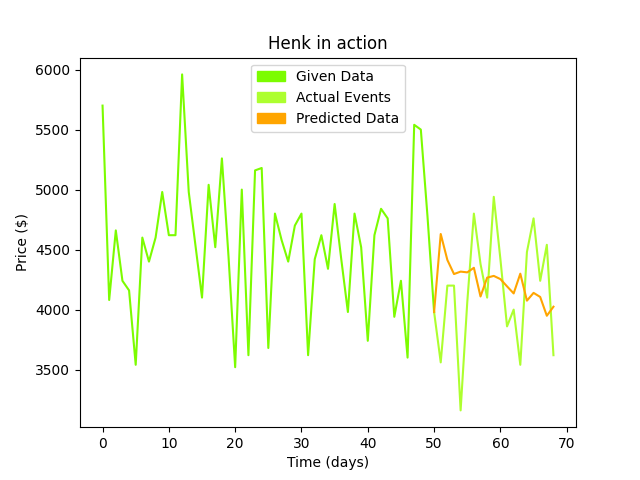 Henk in action
Given Data
Actual Events
Predicted Data
6000
5500
5000
4500
4000
3500
Price ($)
0 10 20 30 40 50 60 70
Time (days)